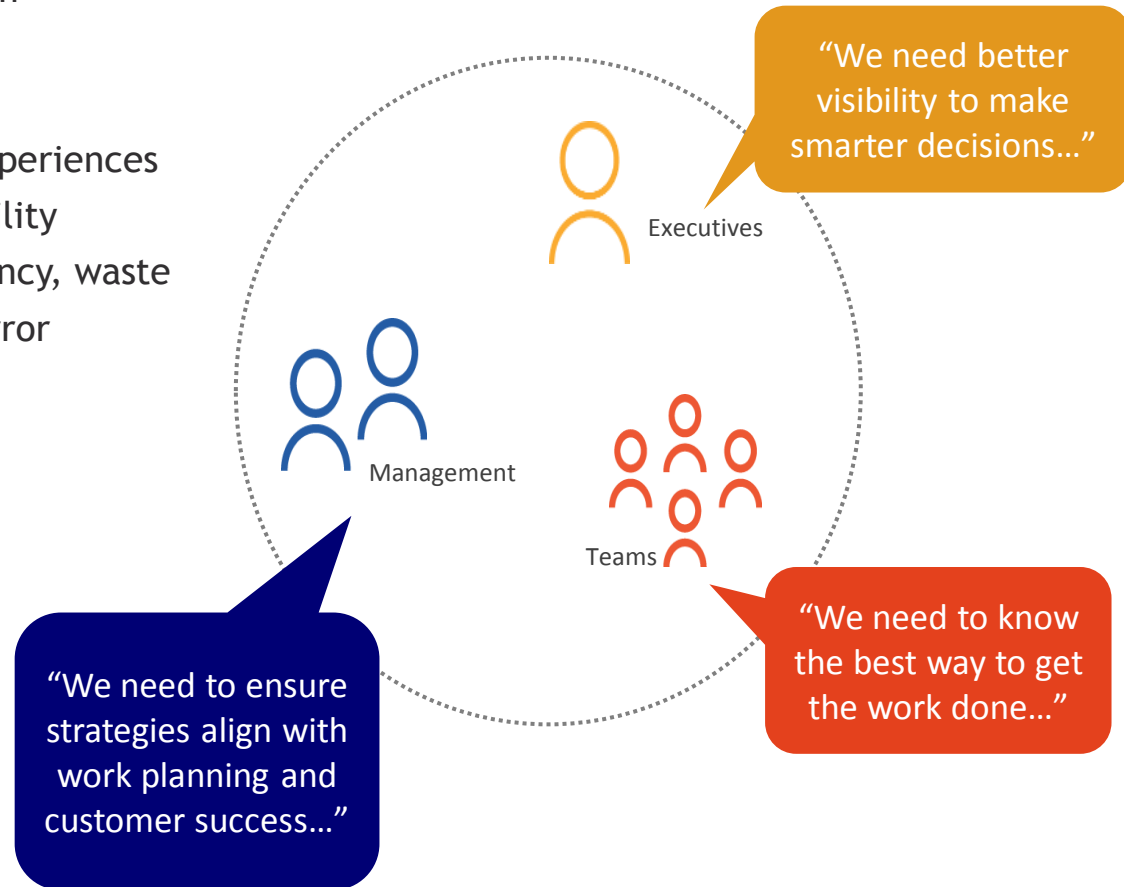 periences
lity
ncy, waste
ror
“We need better
visibility to make
smarter decisions…”
Executives
Management
Teams
“We need to know
the best way to get
the work done…”
“We need to ensure
strategies align with
work planning and
customer success…”